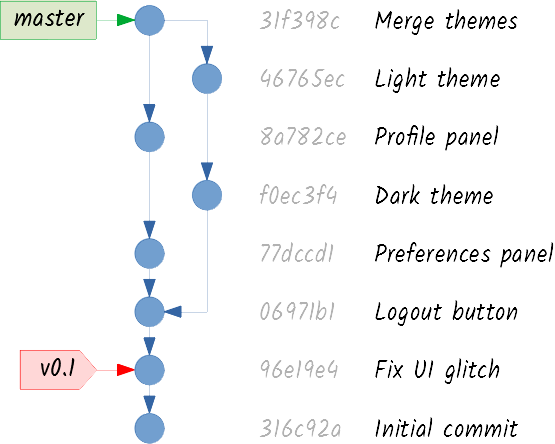 master 31f398c Merge themes
46765ec Light theme
8a782ce Profile panel
f0ec3f4 Dark theme
77dccd1 Preferences panel
06971b1 Logout button
v0.1 96e19e4 Fix UI glitch
316c92a Initial commit